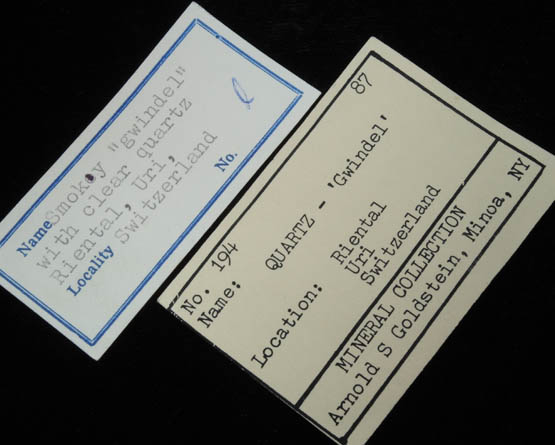 Name Smokoy "gwindel"
with clear quartz
Riental, Uri,
Locality Switzerland
No.
No. 194
87
Name: QUARTZ - 'Gwindel'
Location: Riental
Uri
Switzerland
MINERAL COLLECTION
Arnold S Goldstein, Minoa, NY